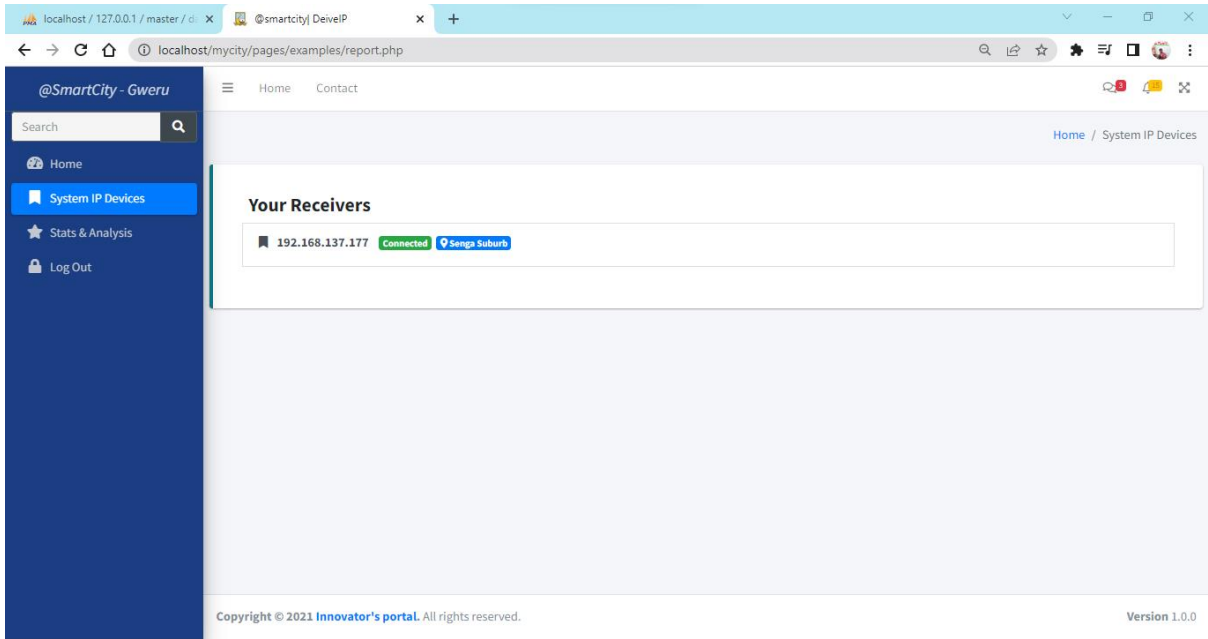 localhost / 127.0.0.1 / master / d
@smartcity| DeivelP
localhost/mycity/pages/examples/report.php
@SmartCity - Gweru
Home Contact
3
15
Search
Home / System IP Devices
Home
System IP Devices
Stats & Analysis
Log Out
Your Receivers
192.168.137.177 Connected Senga Suburb
Copyright © 2021 Innovator's portal. All rights reserved.
Version 1.0.0